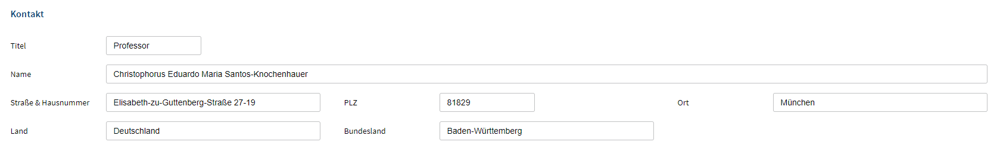 Kontakt
Titel Professor
Name Christophorus Eduardo Maria Santos-Knochenhauer
Straße & Hausnummer Elisabeth-zu-Guttenberg-Straße 27-19 PLZ 81829 Ort München
Land Deutschland Bundesland Baden-Württemberg